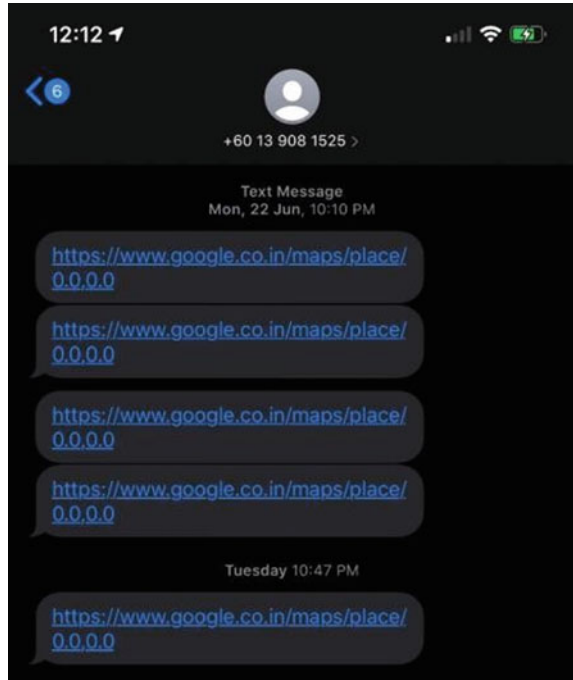 12:12
6
+60 13 908 1525 >
Text Message
Mon, 22 Jun, 10:10 PM
https://www.google.co.in/maps/place/
0.0,0.0
https://www.google.co.in/maps/place/
0.0,0.0
https://www.google.co.in/maps/place/
0.0,0.0
https://www.google.co.in/maps/place/
0.0,0.0
Tuesday 10:47 PM
https://www.google.co.in/maps/place/
0.0,0.0